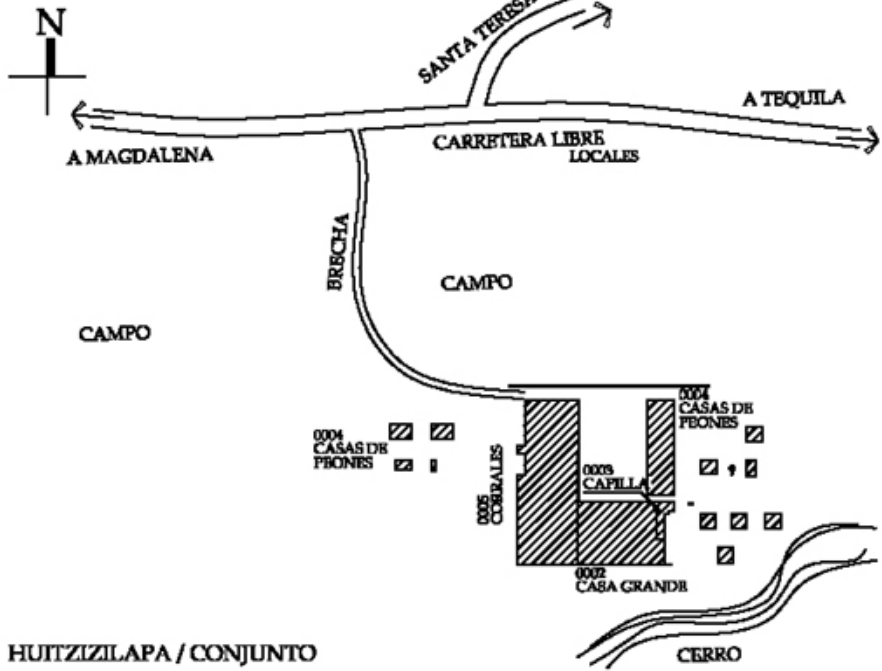 N
SANTA TERESA
A TEQUILA
A MAGDALENA
CARRETERA LIBRE
LOCALES
BRECHA
CAMPO
CAMPO
0004
CASAS DE
PEONES
0004
CASAS DE
PEONES
0003
CAPILLA
0005
CORRALES
0002
CASA GRANDE
HUITZIZILAPA / CONJUNTO
CERRO